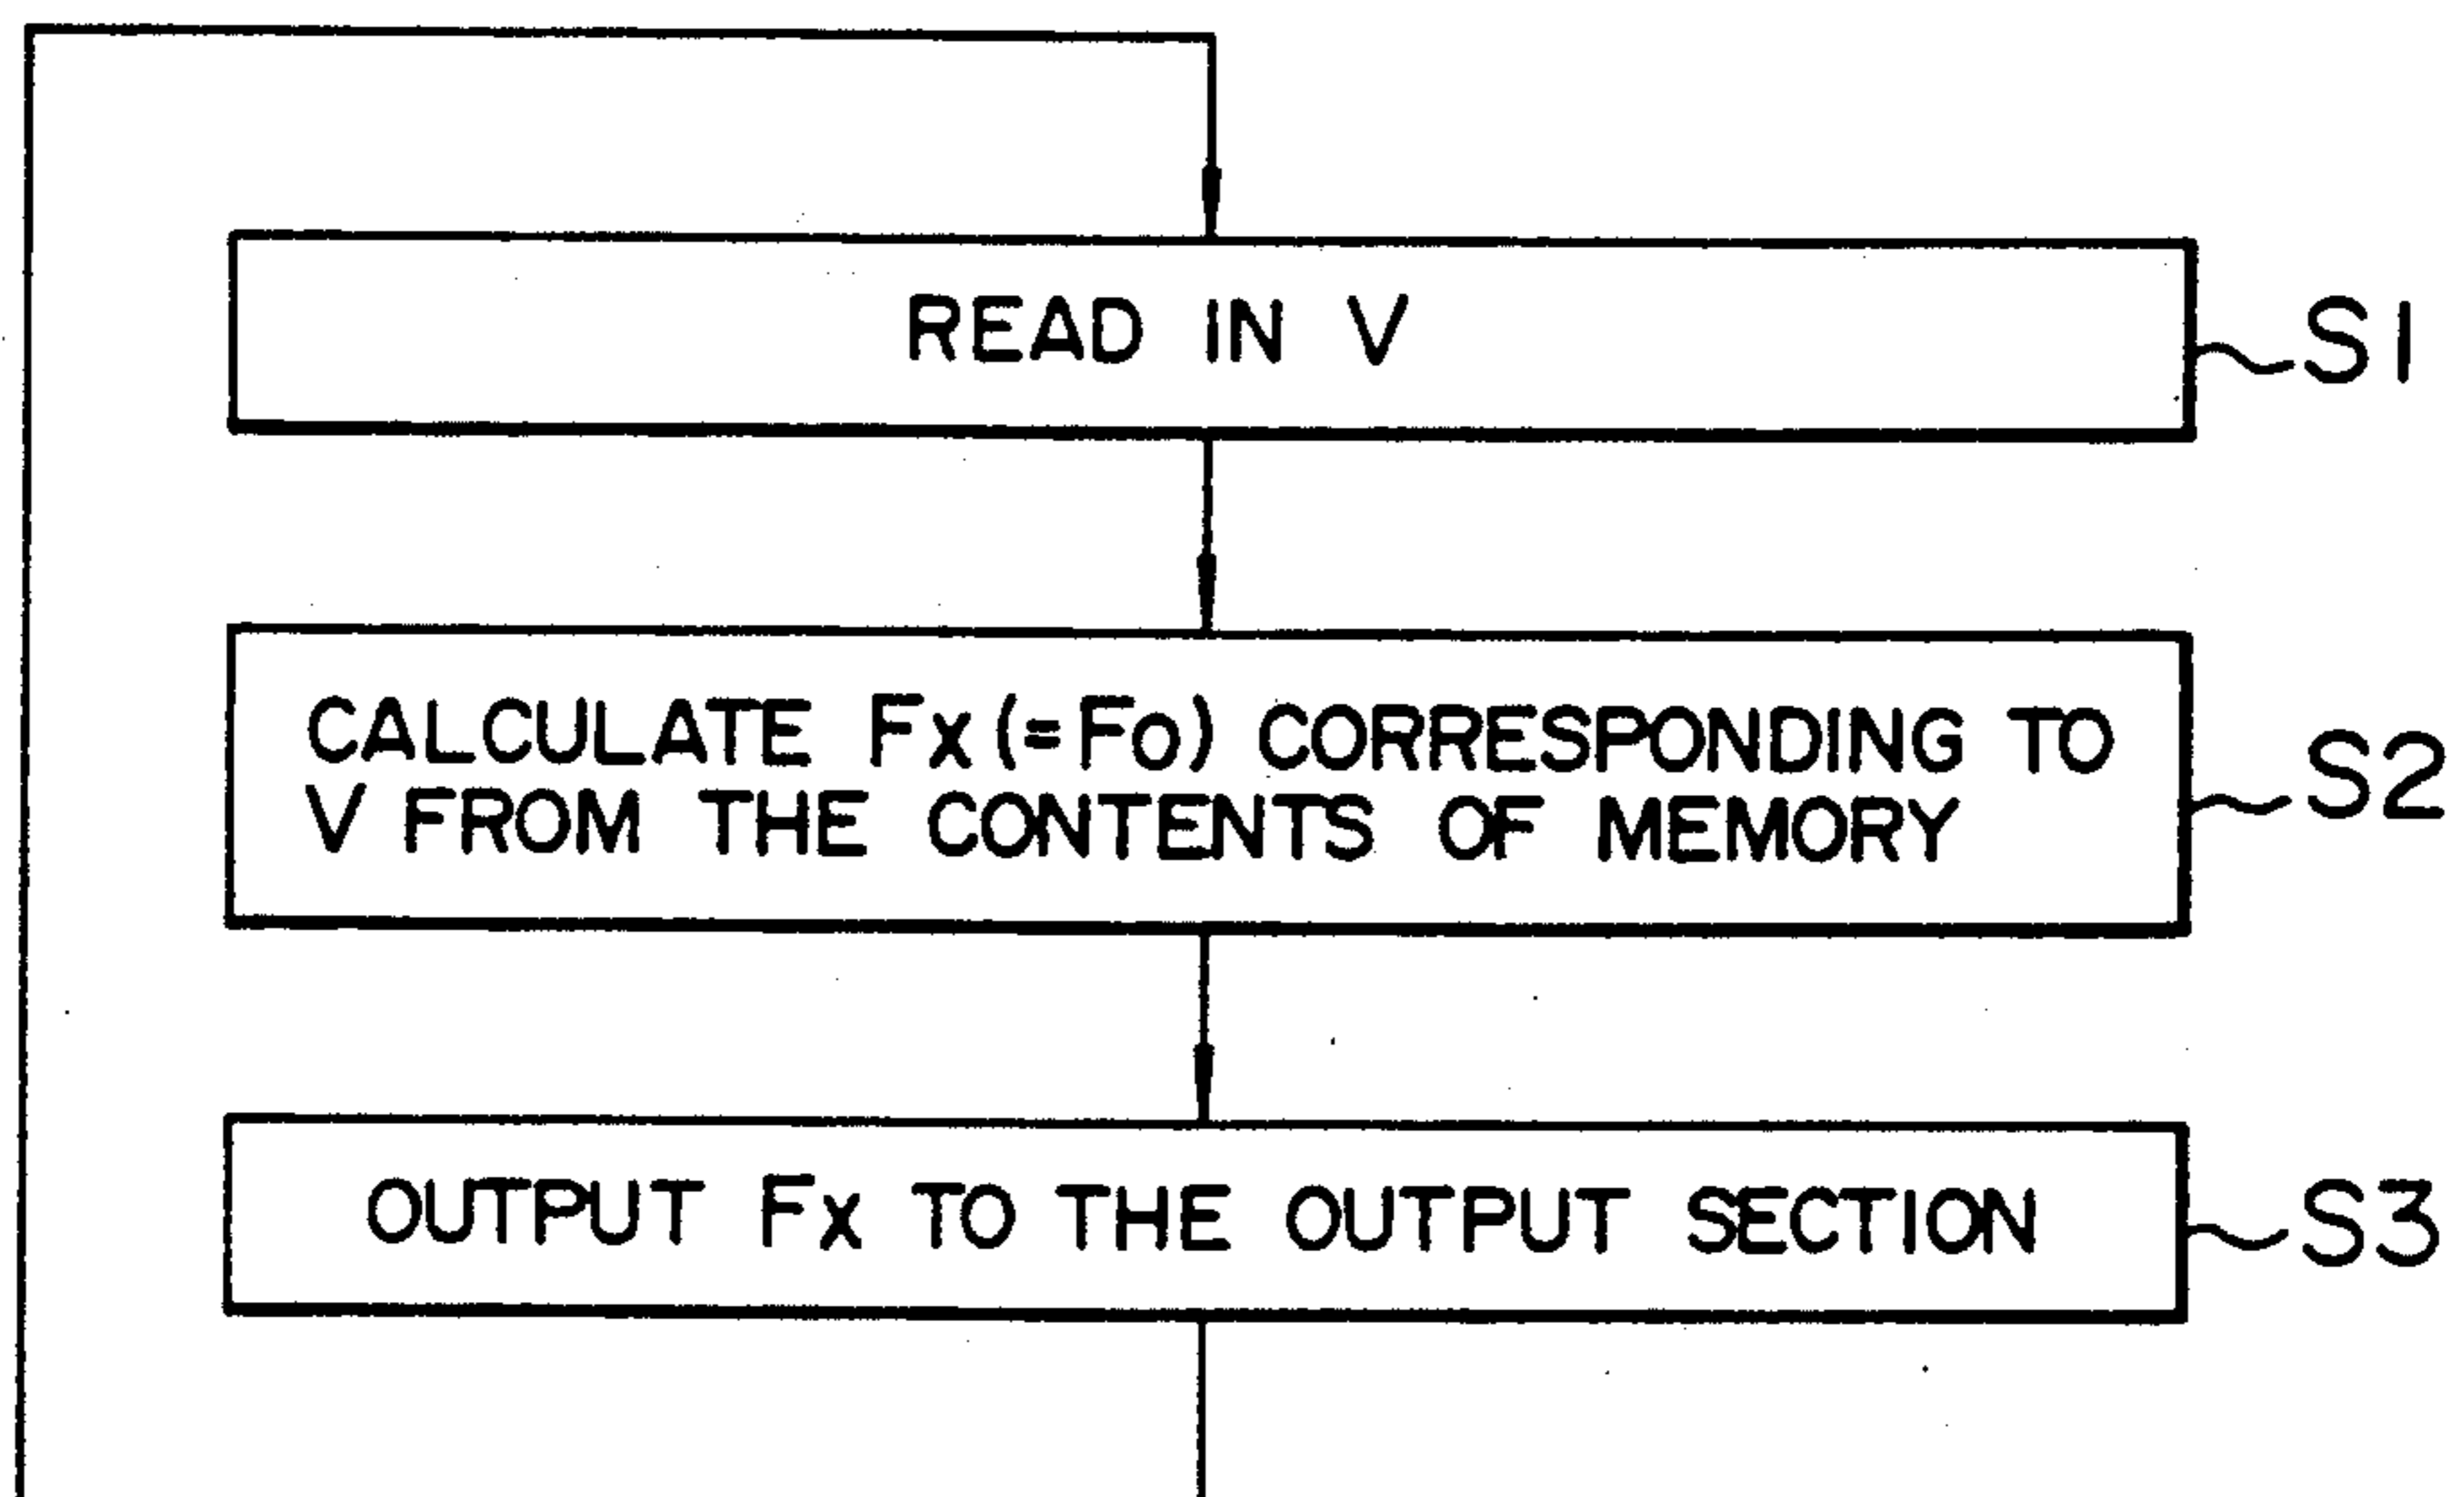 READ IN V
S1
CALCULATE Fx(=Fo) CORRESPONDING TO
V FROM THE CONTENTS OF MEMORY
S2
OUTPUT Fx TO THE OUTPUT SECTION
S3